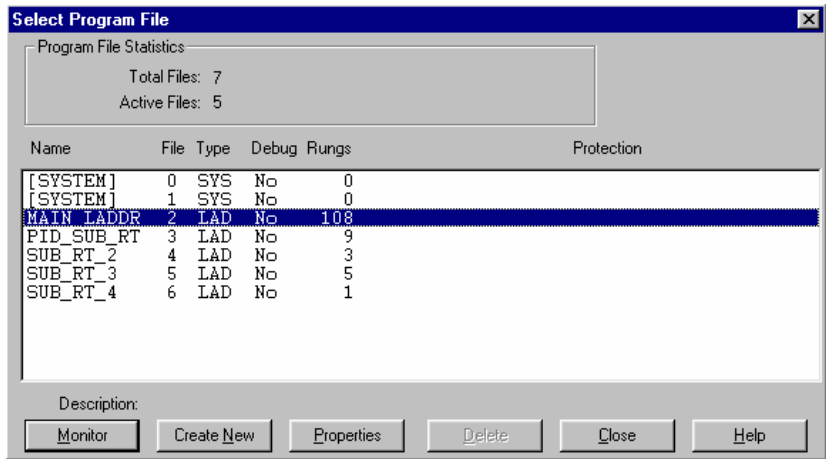 Select Program File
Program File Statistics
Total Files: 7
Active Files: 5
Name File Type Debug Rungs Protection
[SYSTEM] 0 SYS No 0
[SYSTEM] 1 SYS No 0
MAIN_LADDR 2 LAD No 108
PID_SUB_RT 3 LAD No 9
SUB_RT_2 4 LAD No 3
SUB_RT_3 5 LAD No 5
SUB_RT_4 6 LAD No 1
Description:
Monitor Create New Properties Delete Close Help